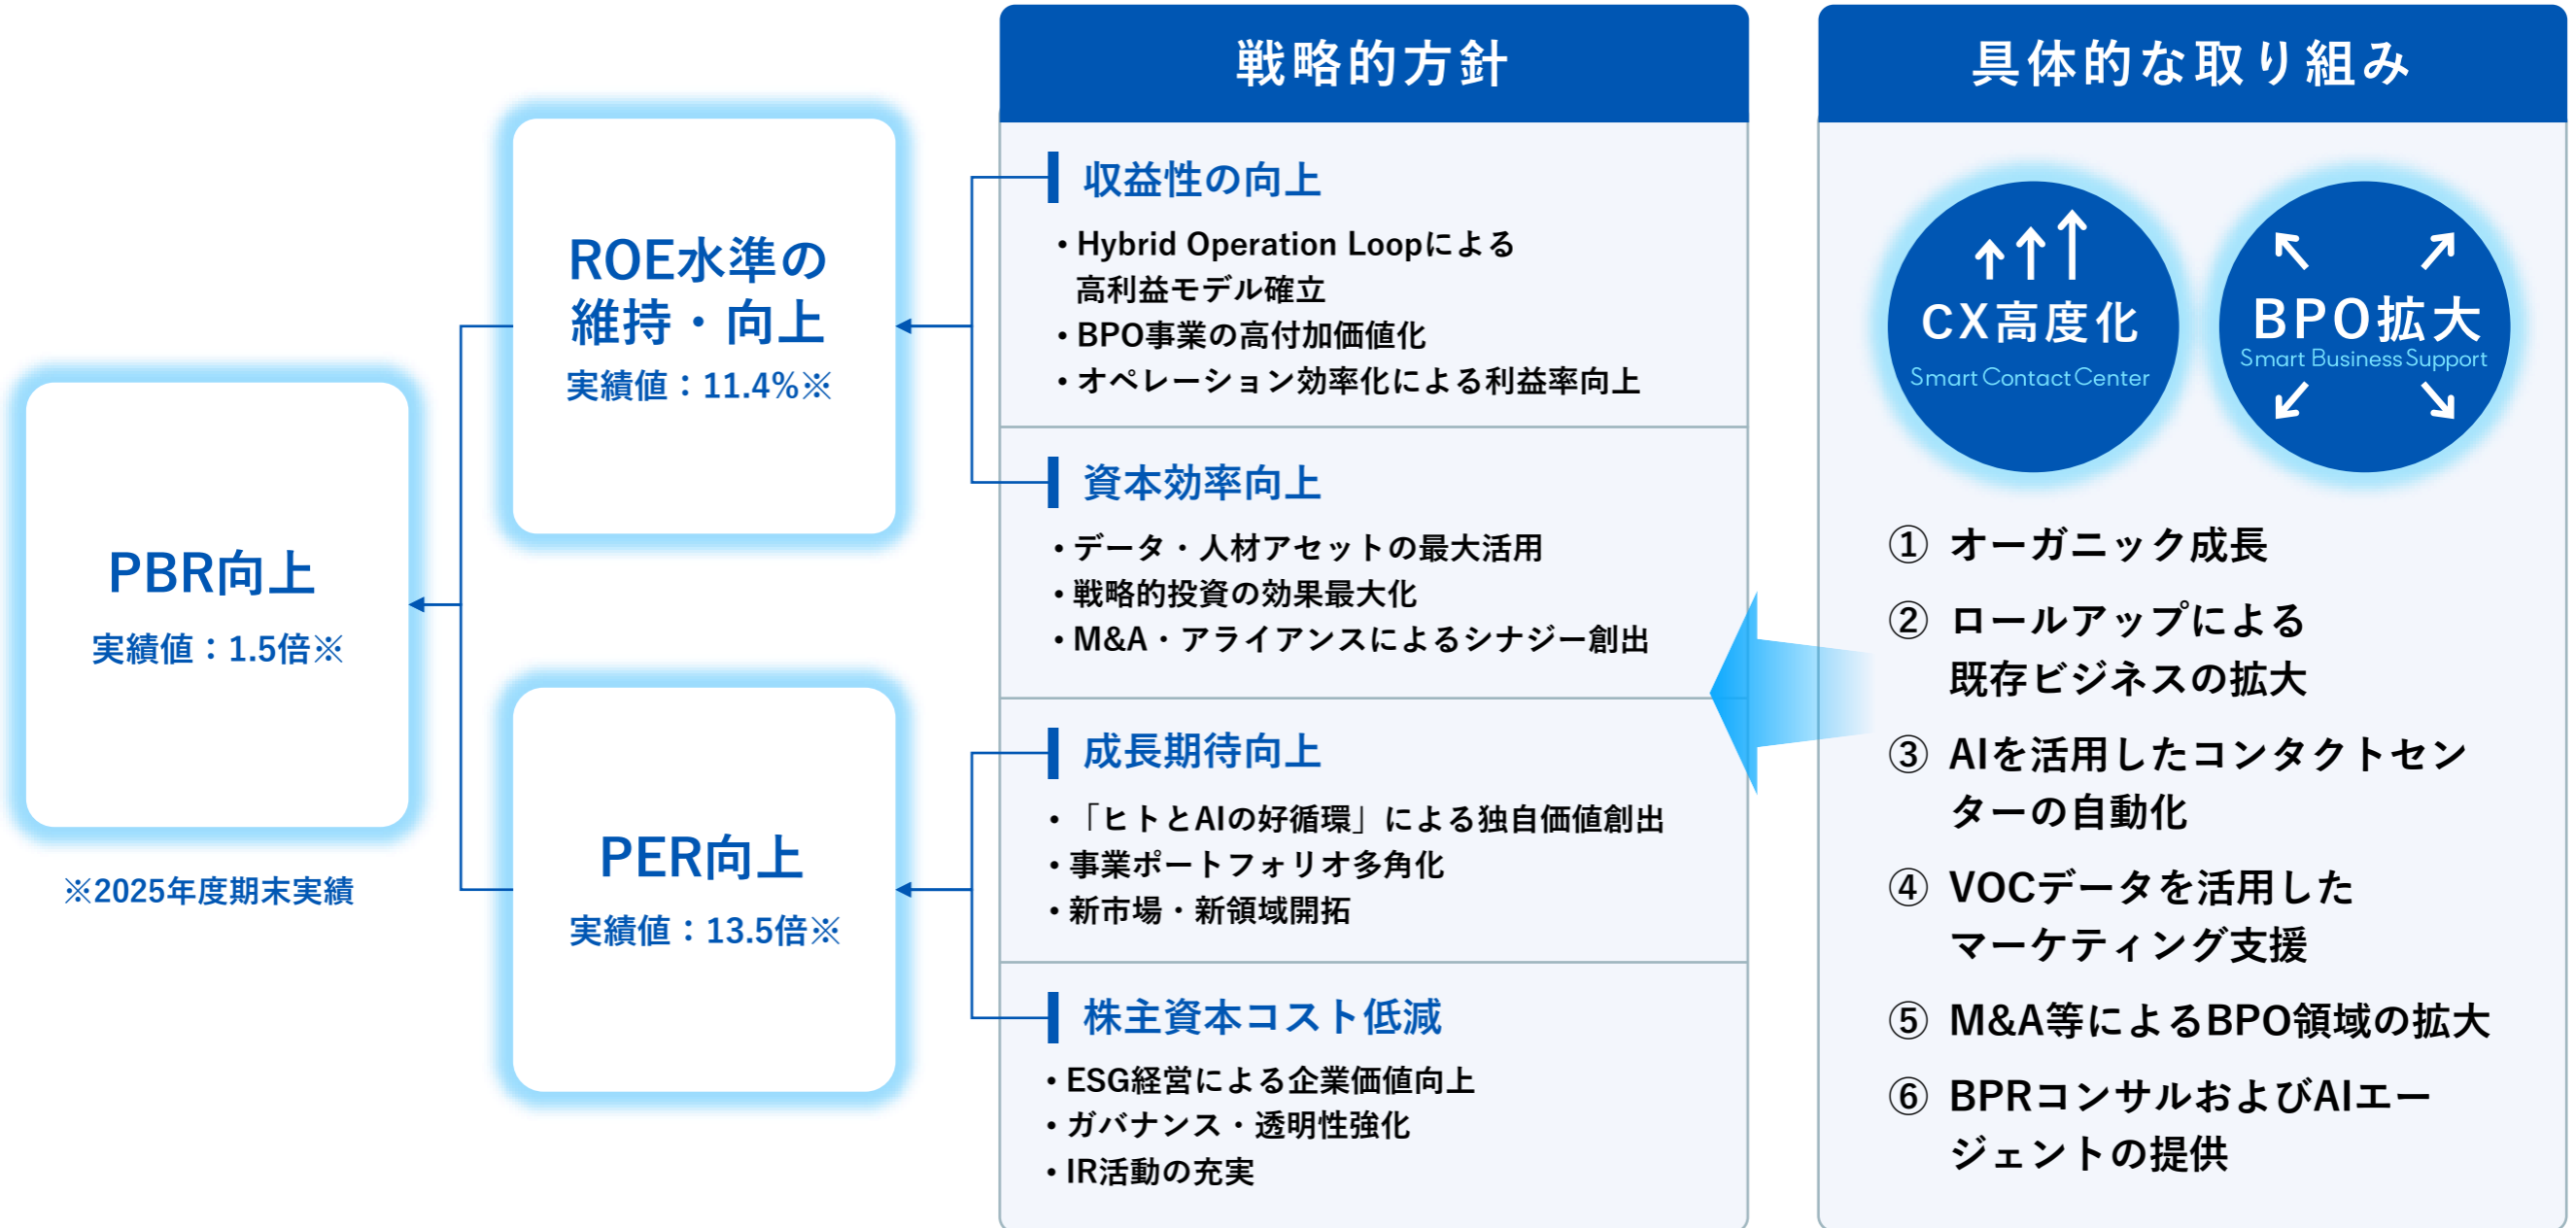 PBR向上
実績値：1.5倍※
※2025年度期末実績
ROE水準の
維持・向上
実績値：11.4%※
PER向上
実績値：13.5倍※
戦略的方針
収益性の向上
・Hybrid Operation Loopによる
高利益モデル確立
・BPO事業の高付加価値化
・オペレーション効率化による利益率向上
資本効率向上
・データ・人材アセットの最大活用
・戦略的投資の効果最大化
・M&A・アライアンスによるシナジー創出
成長期待向上
・「ヒトとAIの好循環」による独自価値創出
・事業ポートフォリオ多角化
・新市場・新領域開拓
株主資本コスト低減
・ESG経営による企業価値向上
・ガバナンス・透明性強化
・IR活動の充実
具体的な取り組み
CX高度化
Smart Contact Center
BPO拡大
Smart Business Support
① オーガニック成長
② ロールアップによる
既存ビジネスの拡大
③ AIを活用したコンタクトセン
ターの自動化
④ VOCデータを活用した
マーケティング支援
⑤ M&A等によるBPO領域の拡大
⑥ BPRコンサルおよびAIエー
ジェントの提供